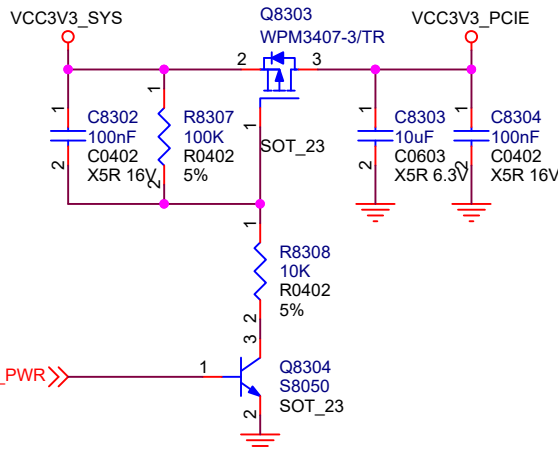 VCC3V3_SYS
Q8303
WPM3407-3/TR
VCC3V3_PCIE
2
3
1
C8302
100nF
C0402
X5R 16V
2
1
R8307
100K
R0402
5%
2
1
SOT_23
1
C8303
10uF
C0603
X5R 6.3V
2
1
C8304
100nF
C0402
X5R 16V
2
1
R8308
10K
R0402
5%
2
3
_PWR
1
Q8304
S8050
SOT_23
2